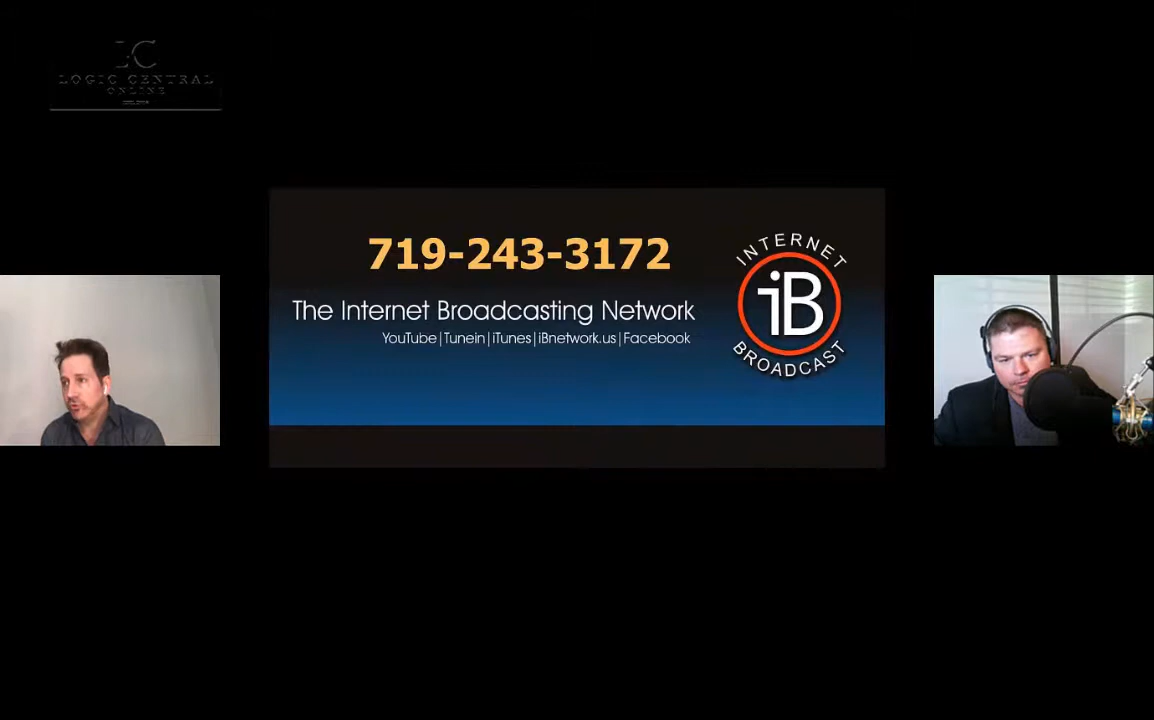 LC
LOGIC CENTRAL
ONLINE
719-243-3172
The Internet Broadcasting Network
YouTube|Tunein|iTunes|iBnetwork.us|Facebook
INTERNET
iB
BROADCAST